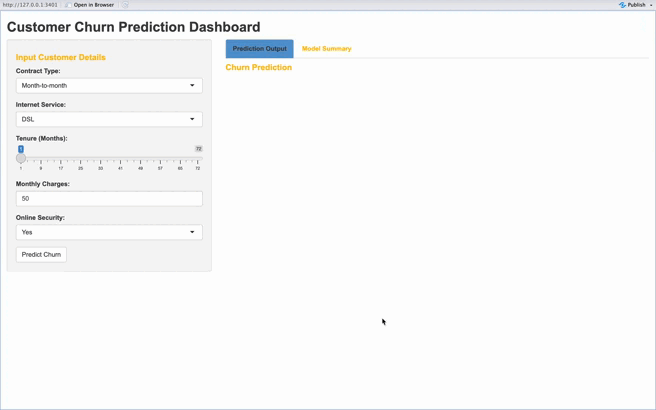 http://127.0.0.1:3401 Open in Browser Publish
Customer Churn Prediction Dashboard
Input Customer Details
Contract Type:
Month-to-month
Internet Service:
DSL
Tenure (Months):
1 72
1 9 17 25 33 41 49 57 65 72
Monthly Charges:
50
Online Security:
Yes
Predict Churn
Prediction Output Model Summary
Churn Prediction